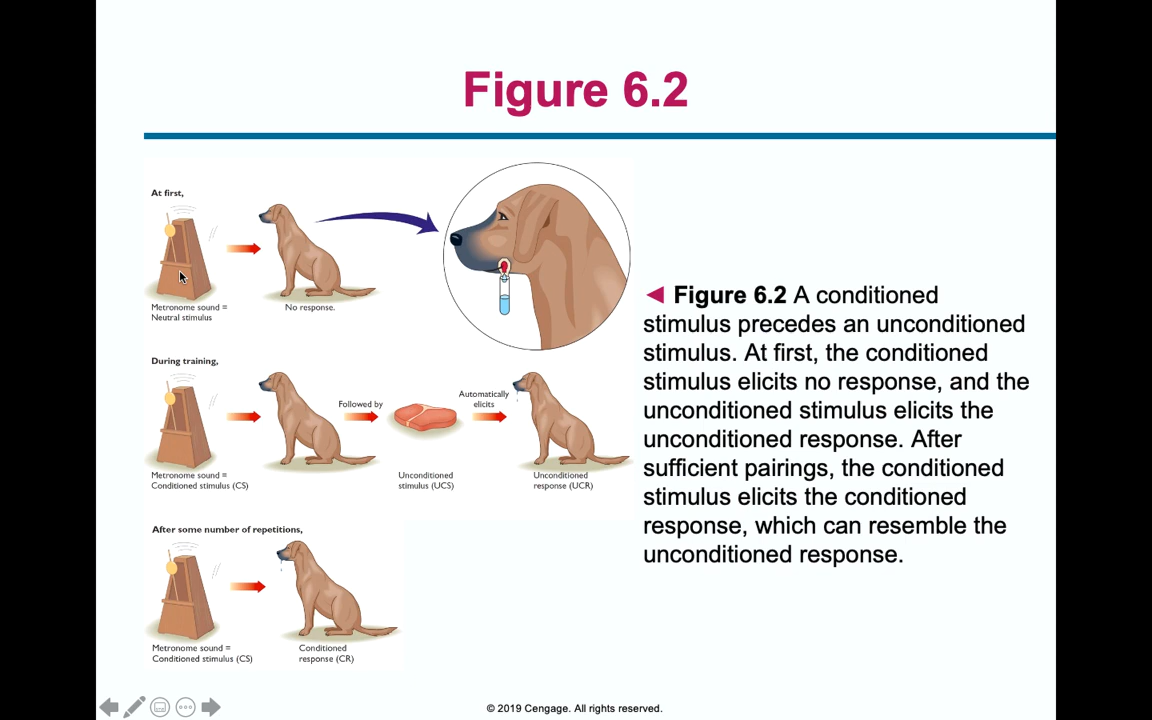 Figure 6.2
At first,
Metronome sound =
Neutral stimulus
No response.
During training,
Followed by
Automatically
elicits
Metronome sound =
Conditioned stimulus (CS)
Unconditioned
stimulus (UCS)
Unconditioned
response (UCR)
After some number of repetitions,
Metronome sound =
Conditioned stimulus (CS)
Conditioned
response (CR)
◄ Figure 6.2 A conditioned
stimulus precedes an unconditioned
stimulus. At first, the conditioned
stimulus elicits no response, and the
unconditioned stimulus elicits the
unconditioned response. After
sufficient pairings, the conditioned
stimulus elicits the conditioned
response, which can resemble the
unconditioned response.
© 2019 Cengage. All rights reserved.